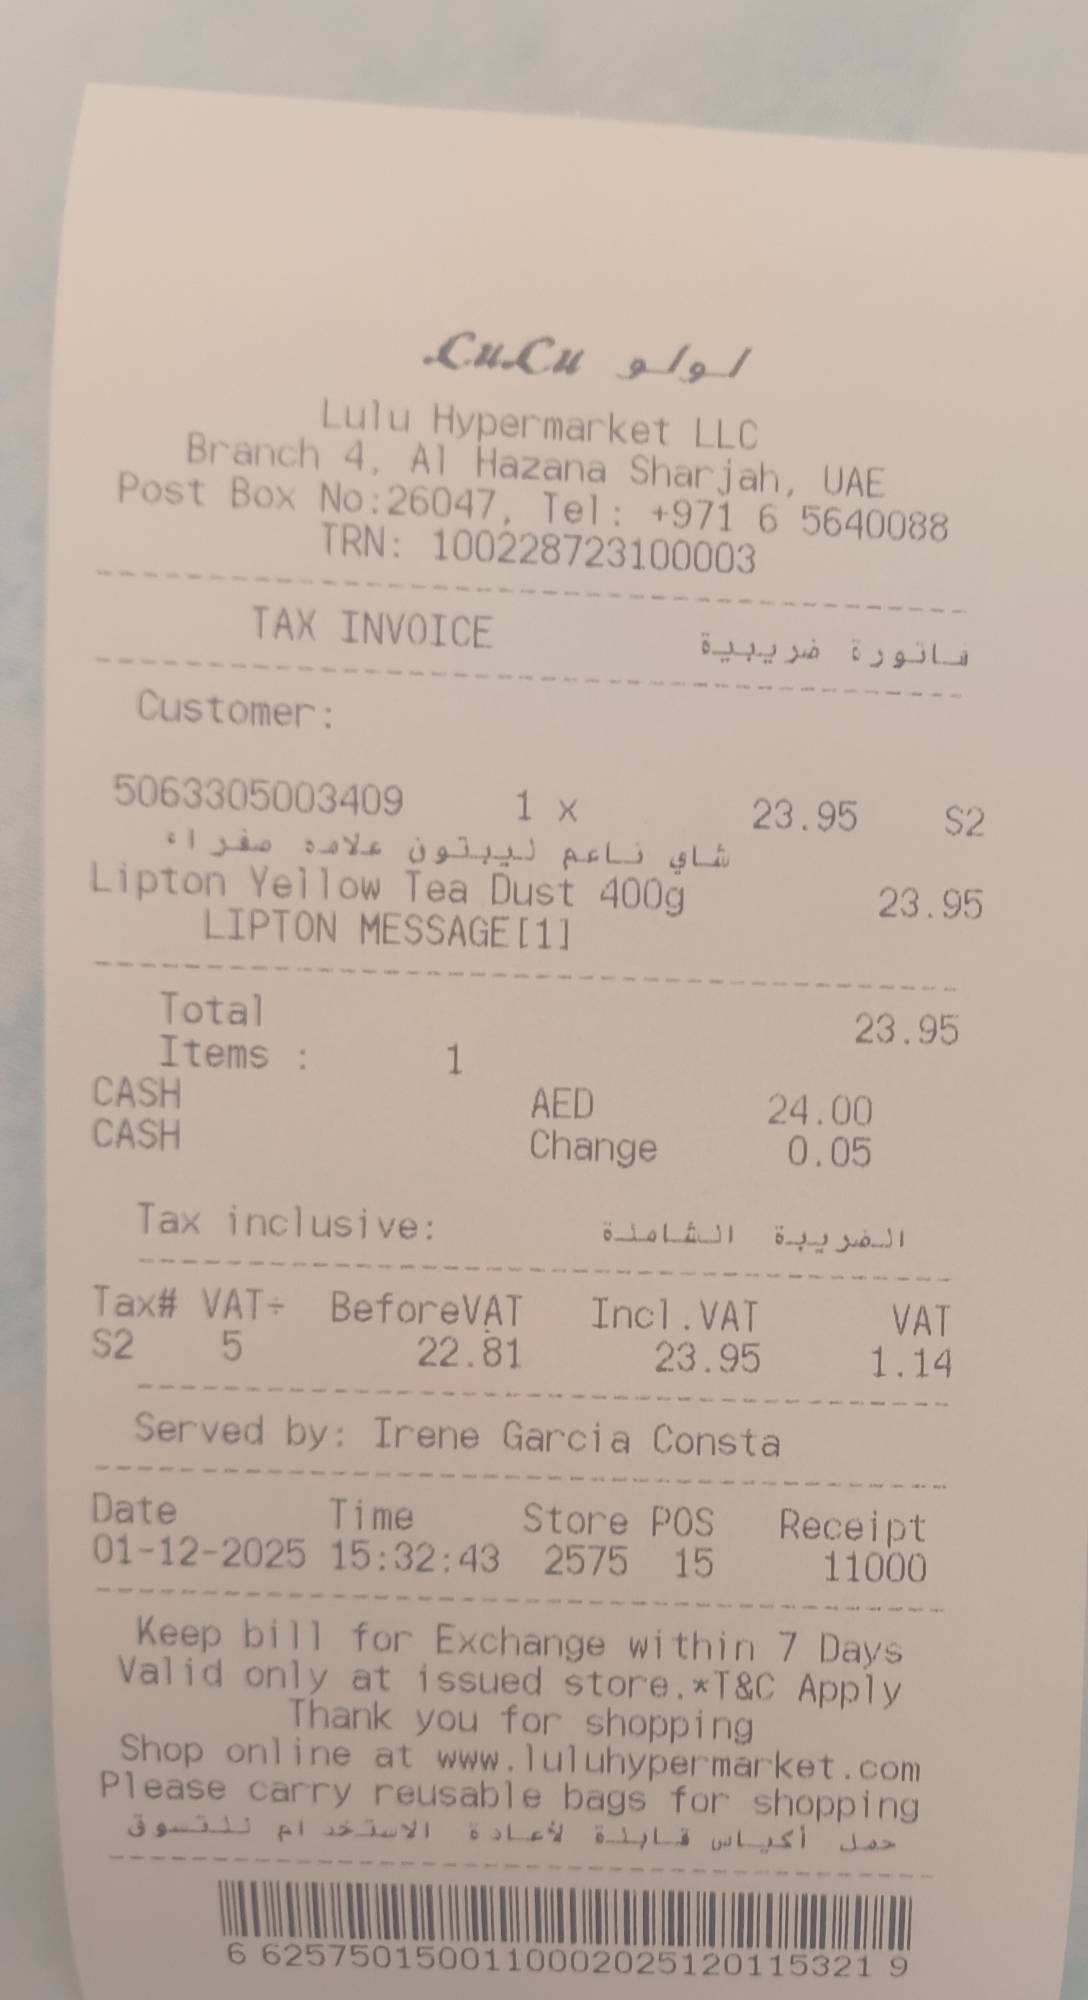 LuLu لولو
Lulu Hypermarket LLC
Branch 4, Al Hazana Sharjah, UAE
Post Box No:26047, Tel: +971 6 5640088
TRN: 100228723100003
TAX INVOICE فاتورة ضريبية
Customer:
5063305003409 1 x 23.95 S2
شاي ناعم ليبتون علامه صفراء
Lipton Yellow Tea Dust 400g 23.95
LIPTON MESSAGE[1]
Total 23.95
Items : 1
CASH AED 24.00
CASH Change 0.05
Tax inclusive: الضريبة الشاملة
Tax# VAT÷ BeforeVAT Incl.VAT VAT
S2 5 22.81 23.95 1.14
Served by: Irene Garcia Consta
Date Time Store POS Receipt
01-12-2025 15:32:43 2575 15 11000
Keep bill for Exchange within 7 Days
Valid only at issued store.*T&C Apply
Thank you for shopping
Shop online at www.luluhypermarket.com
Please carry reusable bags for shopping
حمل أكياس قابلة لأعادة الاستخدام للتسوق
6 6257501500110002025120115321 9